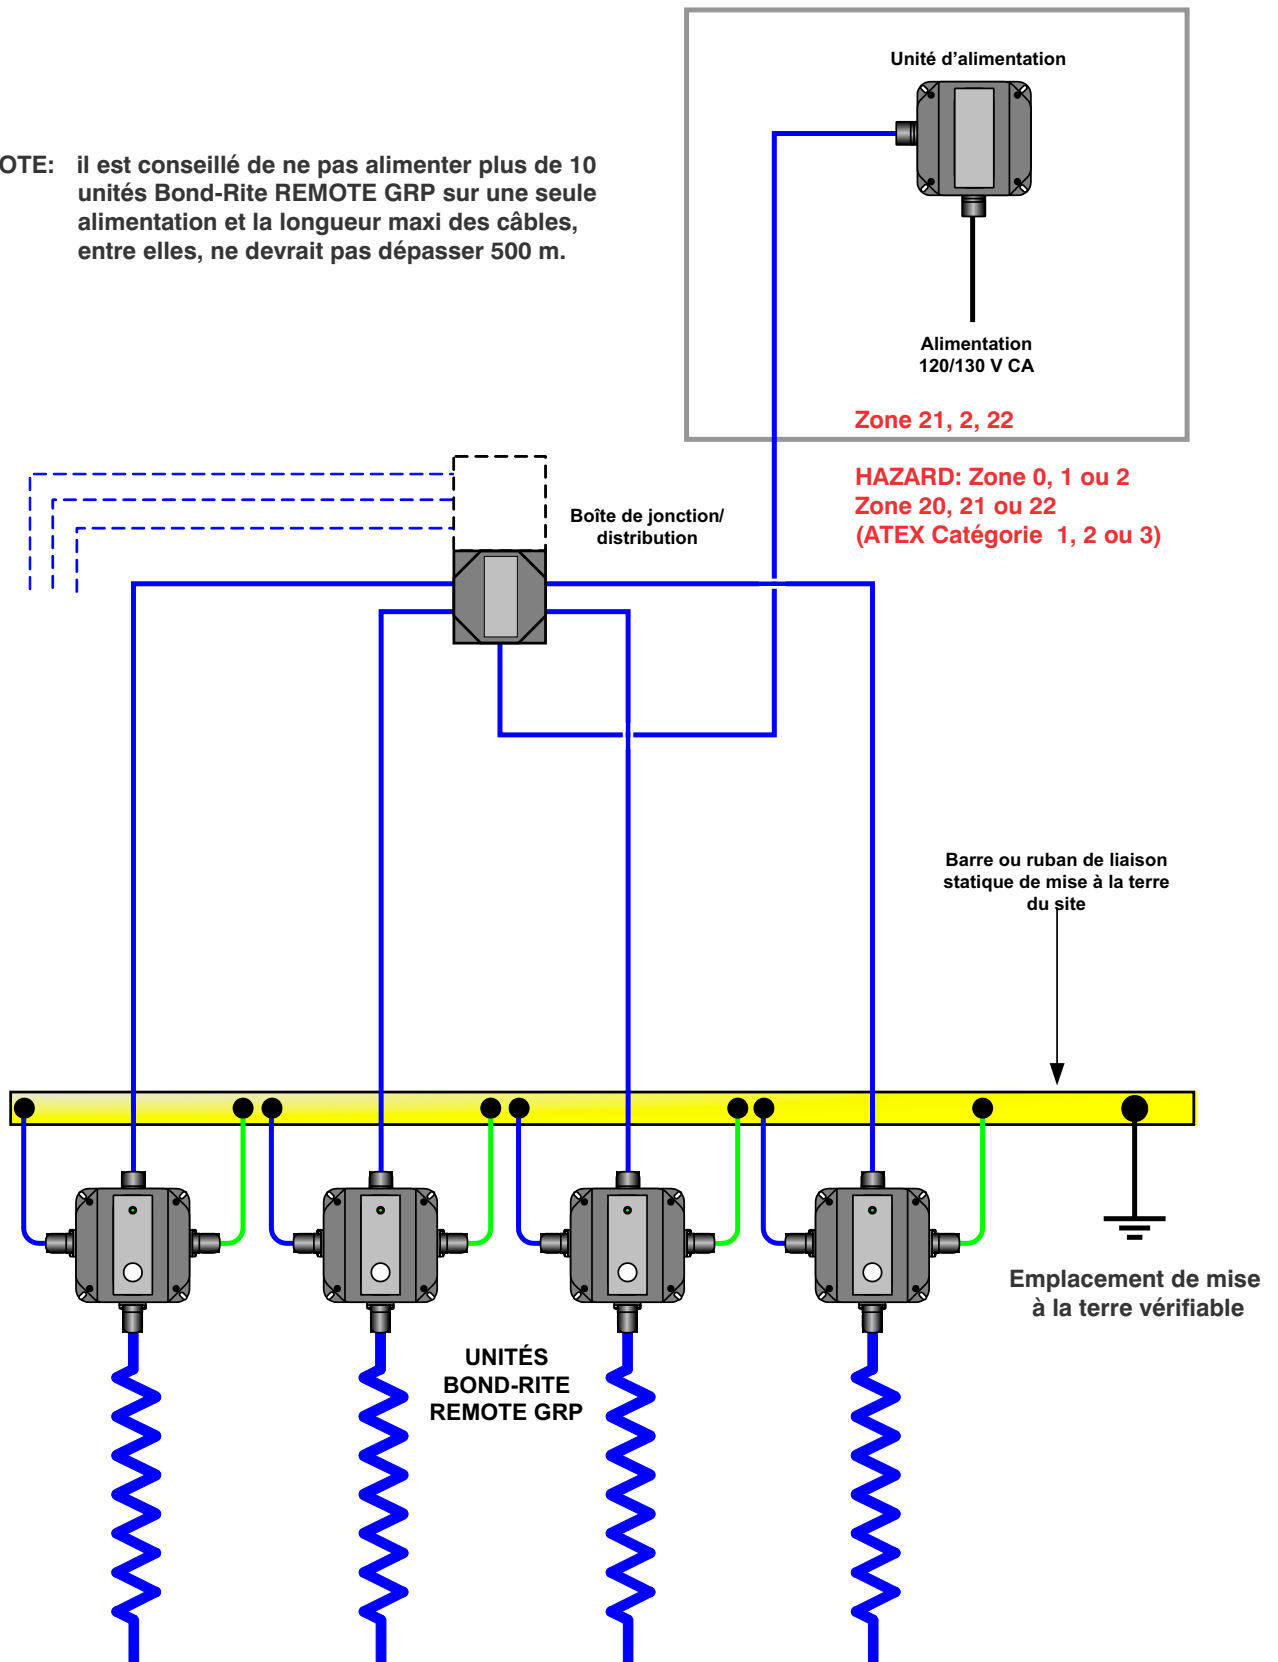 Unité d'alimentation
OTE: il est conseillé de ne pas alimenter plus de 10
unités Bond-Rite REMOTE GRP sur une seule
alimentation et la longueur maxi des câbles,
entre elles, ne devrait pas dépasser 500 m.
Alimentation
120/130 V CA
Zone 21, 2, 22
HAZARD: Zone 0, 1 ou 2
Zone 20, 21 ou 22
(ATEX Catégorie 1, 2 ou 3)
Boîte de jonction/
distribution
Barre ou ruban de liaison
statique de mise à la terre
du site
Emplacement de mise
à la terre vérifiable
UNITÉS
BOND-RITE
REMOTE GRP